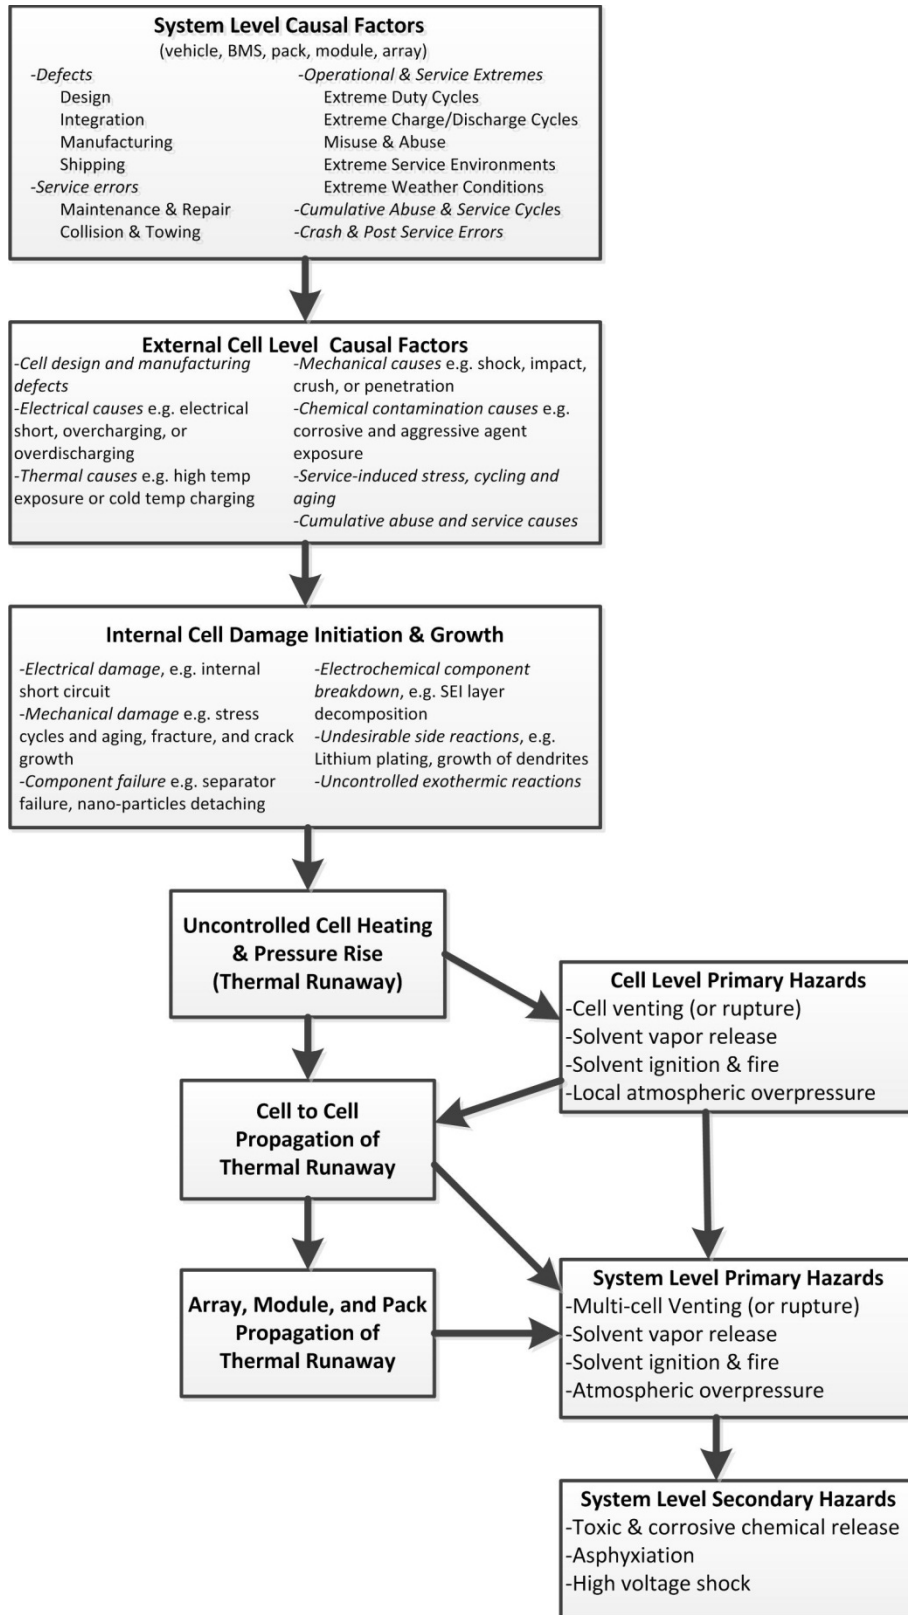 System Level Causal Factors
(vehicle, BMS, pack, module, array)
-Defects
Design
Integration
Manufacturing
Shipping
-Service errors
Maintenance & Repair
Collision & Towing
-Operational & Service Extremes
Extreme Duty Cycles
Extreme Charge/Discharge Cycles
Misuse & Abuse
Extreme Service Environments
Extreme Weather Conditions
-Cumulative Abuse & Service Cycles
-Crash & Post Service Errors
External Cell Level Causal Factors
-Cell design and manufacturing
defects
-Electrical causes e.g. electrical
short, overcharging, or
overdischarging
-Thermal causes e.g. high temp
exposure or cold temp charging
-Mechanical causes e.g. shock, impact,
crush, or penetration
-Chemical contamination causes e.g.
corrosive and aggressive agent
exposure
-Service-induced stress, cycling and
aging
-Cumulative abuse and service causes
Internal Cell Damage Initiation & Growth
-Electrical damage, e.g. internal
short circuit
-Mechanical damage e.g. stress
cycles and aging, fracture, and crack
growth
-Component failure e.g. separator
failure, nano-particles detaching
-Electrochemical component
breakdown, e.g. SEI layer
decomposition
-Undesirable side reactions, e.g.
Lithium plating, growth of dendrites
-Uncontrolled exothermic reactions
Uncontrolled Cell Heating
& Pressure Rise
(Thermal Runaway)
Cell Level Primary Hazards
-Cell venting (or rupture)
-Solvent vapor release
-Solvent ignition & fire
-Local atmospheric overpressure
Cell to Cell
Propagation of
Thermal Runaway
Array, Module, and Pack
Propagation of
Thermal Runaway
System Level Primary Hazards
-Multi-cell Venting (or rupture)
-Solvent vapor release
-Solvent ignition & fire
-Atmospheric overpressure
System Level Secondary Hazards
-Toxic & corrosive chemical release
-Asphyxiation
-High voltage shock